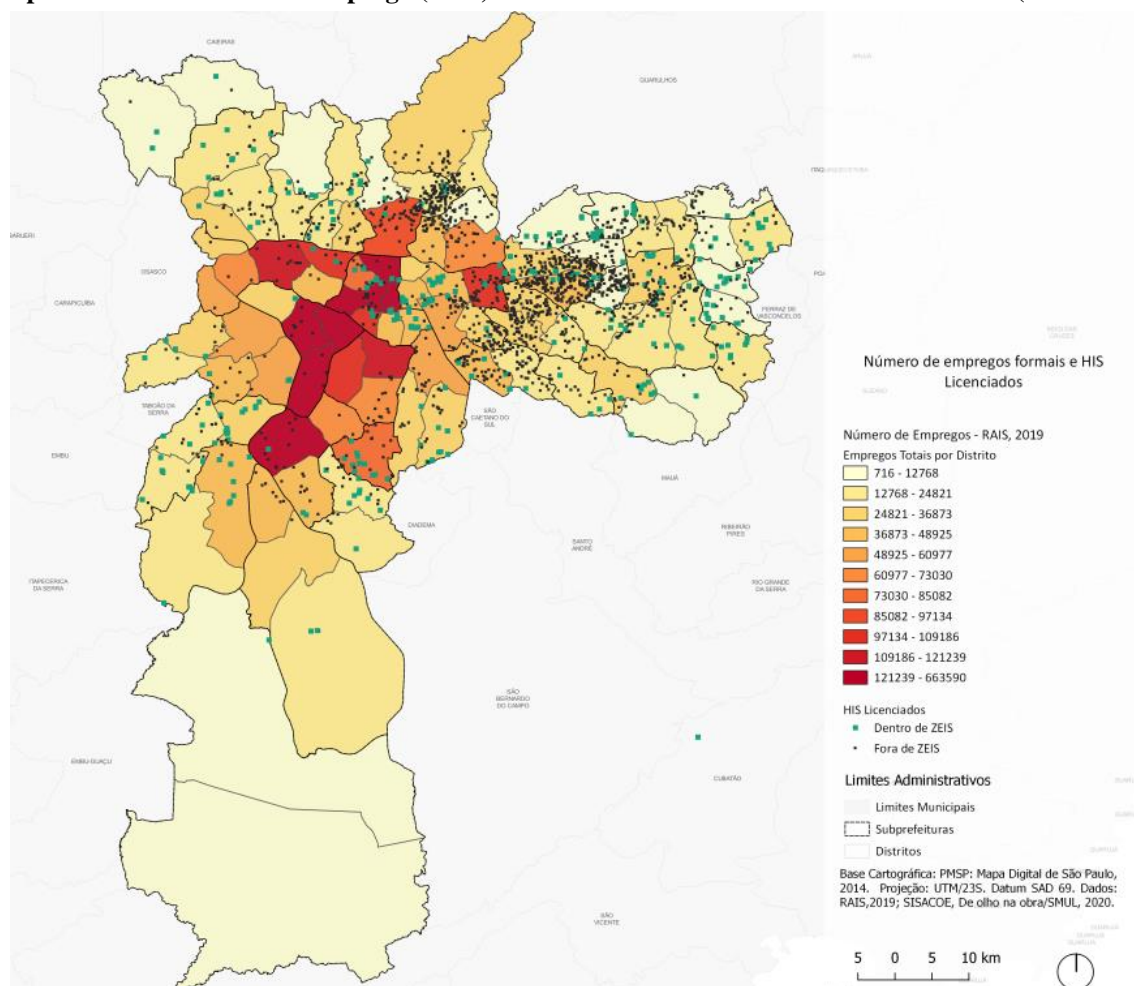 CAIEIRAS
GUARULHOS
ITAQUAQUECETUBA
BARUERI
OSASCO
CARAPICUÍBA
FERRAZ DE
VASCONCELOS
TABOÃO DA
SERRA
SÃO
CAETANO DO
SUL
EMBU
MAUÁ
DIADEMA
RIBEIRÃO
PIRES
SANTO
ANDRÉ
ITAPECERICA
DA SERRA
RIO GRANDE
DA SERRA
SÃO
BERNARDO
DO CAMPO
EMBU-GUAÇU
CUBATÃO
SÃO
VICENTE
SUZANO
Número de empregos formais e HIS
Licenciados
Número de Empregos - RAIS, 2019
Empregos Totais por Distrito
716 - 12768
12768 - 24821
24821 - 36873
36873 - 48925
48925 - 60977
60977 - 73030
73030 - 85082
85082 - 97134
97134 - 109186
109186 - 121239
121239 - 663590
HIS Licenciados
Dentro de ZEIS
Fora de ZEIS
Limites Administrativos
Limites Municipais
Subprefeituras
Distritos
Base Cartográfica: PMSP: Mapa Digital de São Paulo,
2014. Projeção: UTM/23S. Datum SAD 69. Dados:
RAIS,2019; SISACOE, De olho na obra/SMUL, 2020.
5 0 5 10 km